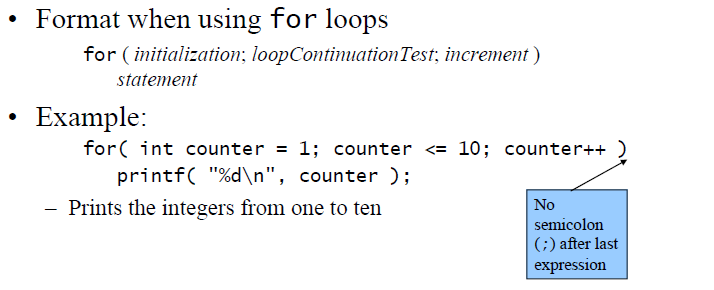 • Format when using for loops
for ( initialization; loopContinuationTest; increment )
statement
• Example:
for( int counter = 1; counter <= 10; counter++ )
printf( "%d\n", counter );
– Prints the integers from one to ten
No
semicolon
(;) after last
expression